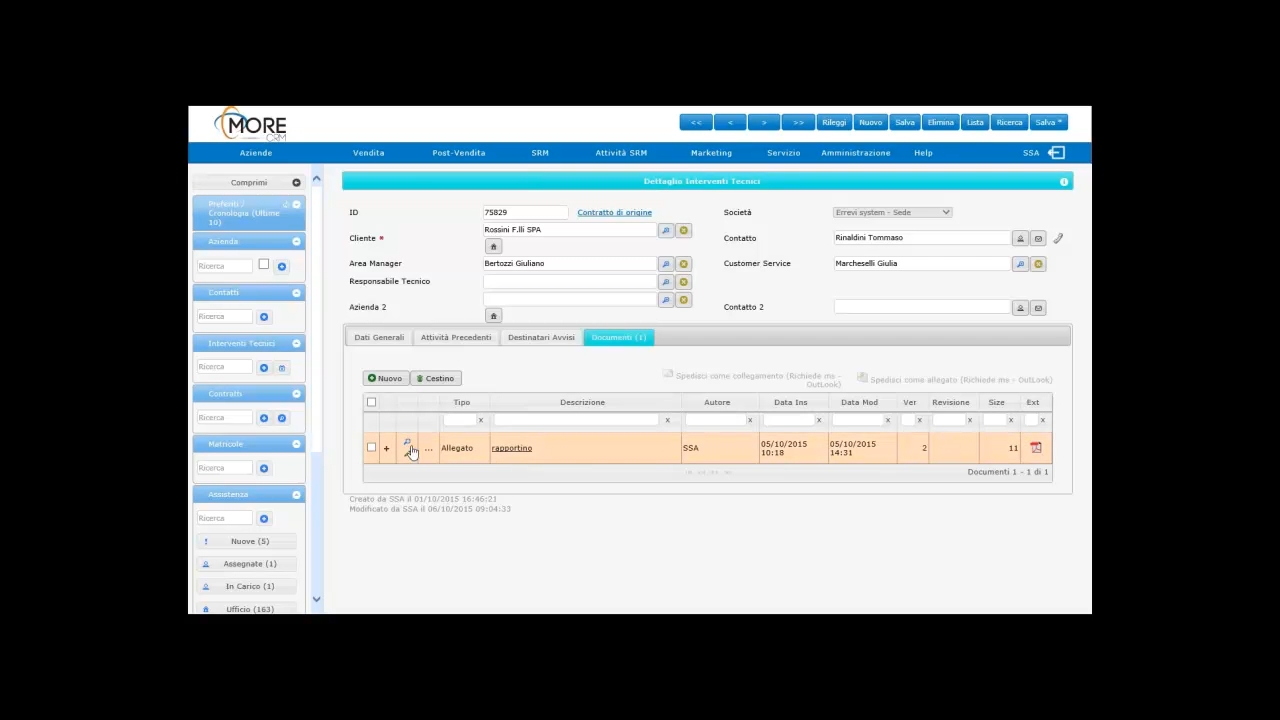 MORE
CRM
<< < > >> Rileggi Nuovo Salva Elimina Lista Ricerca Salva *
Aziende Vendita Post-Vendita SRM Attività SRM Marketing Servizio Amministrazione Help SSA
Comprimi
Preferiti /
Cronologia (Ultime
10)
Azienda
Ricerca
Contatti
Ricerca
Interventi Tecnici
Ricerca
Contratti
Ricerca
Matricole
Ricerca
Assistenza
Ricerca
Nuove (5)
Assegnate (1)
In Carico (1)
Ufficio (163)
Dettaglio Interventi Tecnici
ID 75829 Contratto di origine Società Errevi system - Sede
Cliente * Rossini F.lli SPA Contatto Rinaldini Tommaso
Area Manager Bertozzi Giuliano Customer Service Marcheselli Giulia
Responsabile Tecnico
Azienda 2 Contatto 2
Dati Generali Attività Precedenti Destinatari Avvisi Documenti (1)
Nuovo Cestino Spedisci come collegamento (Richiede ms -
OutLook) Spedisci come allegato (Richiede ms - OutLook)
Tipo Descrizione Autore Data Ins Data Mod Ver Revisione Size Ext
x x x x x x x x x
+ ... Allegato rapportino SSA 05/10/2015 10:18 05/10/2015 14:31 2 11
Documenti 1 - 1 di 1
Creato da SSA il 01/10/2015 16:46:21
Modificato da SSA il 06/10/2015 09:04:33